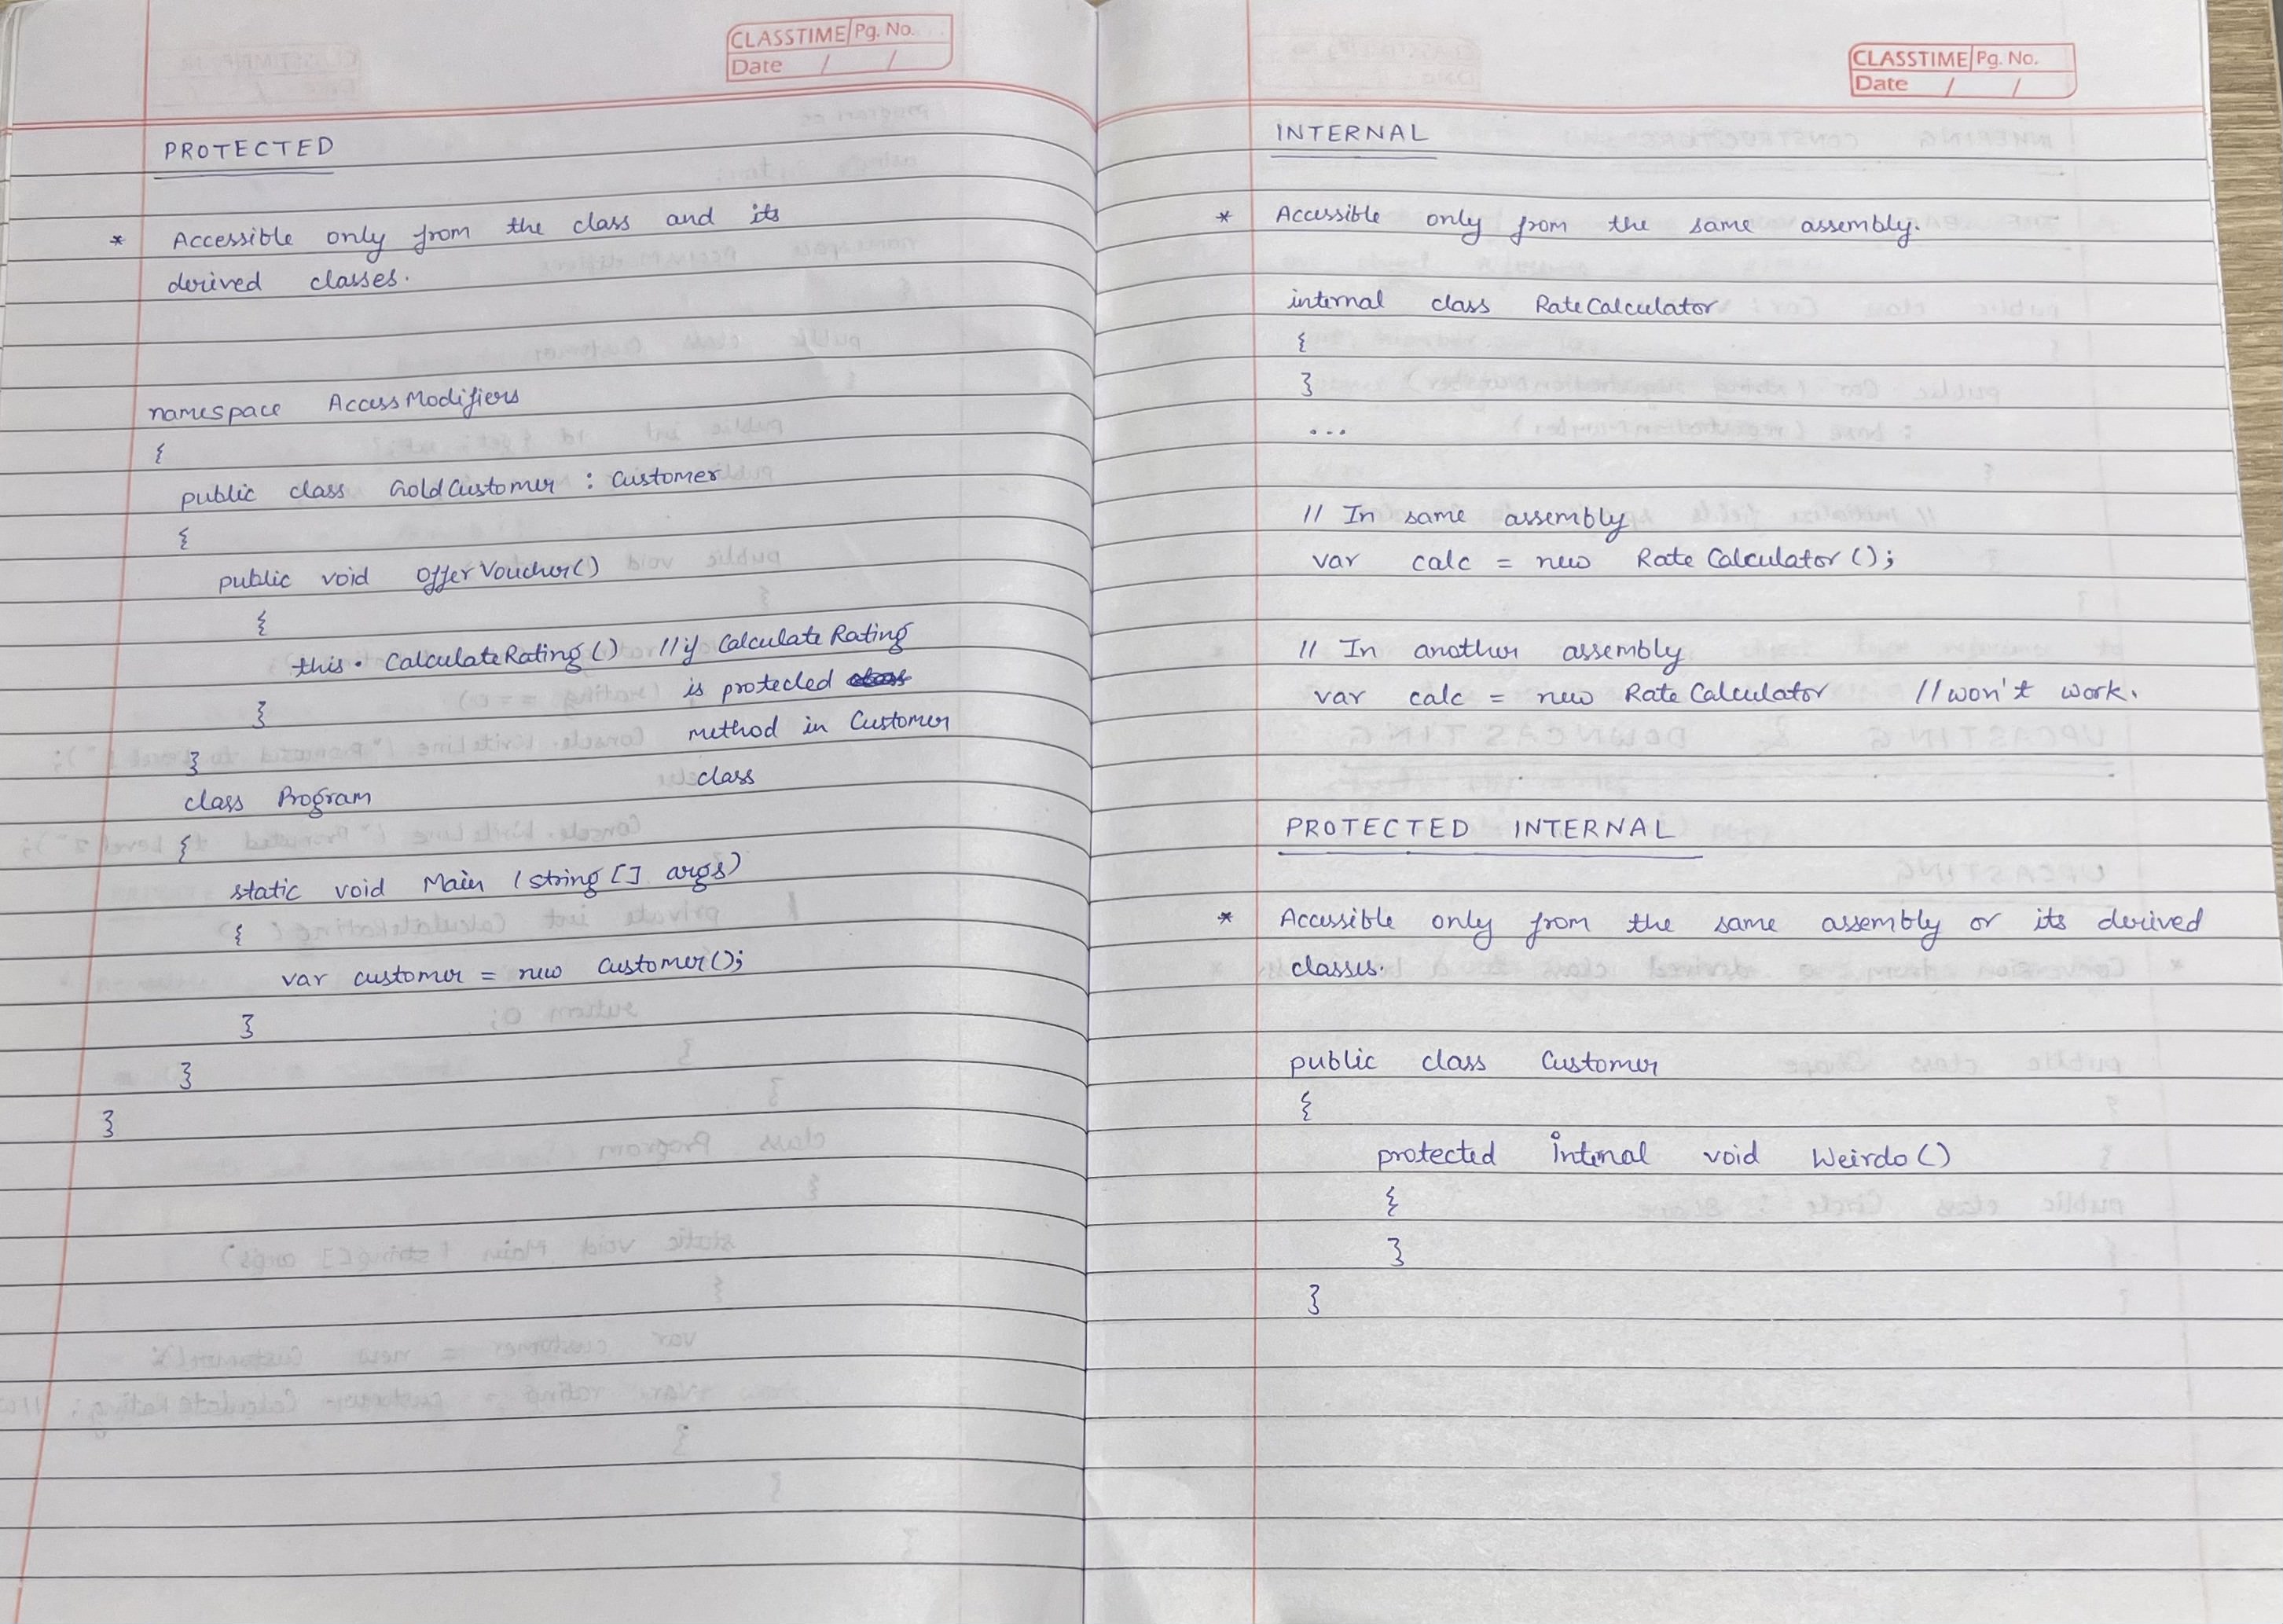 CLASSTIME Pg. No.
Date / /
PROTECTED
* Accessible only from the class and its
derived classes.
namespace AccessModifiers
{
public class GoldCustomer : Customer
{
public void OfferVoucher()
{
this. CalculateRating() //if CalculateRating
is protected
}
method in Customer
}
class
class Program
{
static void Main (string[] args)
{
var customer = new Customer();
}
}
}
CLASSTIME Pg. No.
Date / /
INTERNAL
* Accessible only from the same assembly.
internal class RateCalculator
{
}
...
// In same assembly
var calc = new RateCalculator();
// In another assembly
var calc = new RateCalculator //won't work.
PROTECTED INTERNAL
* Accessible only from the same assembly or its derived
classes.
public class Customer
{
protected internal void Weirdo()
{
}
}